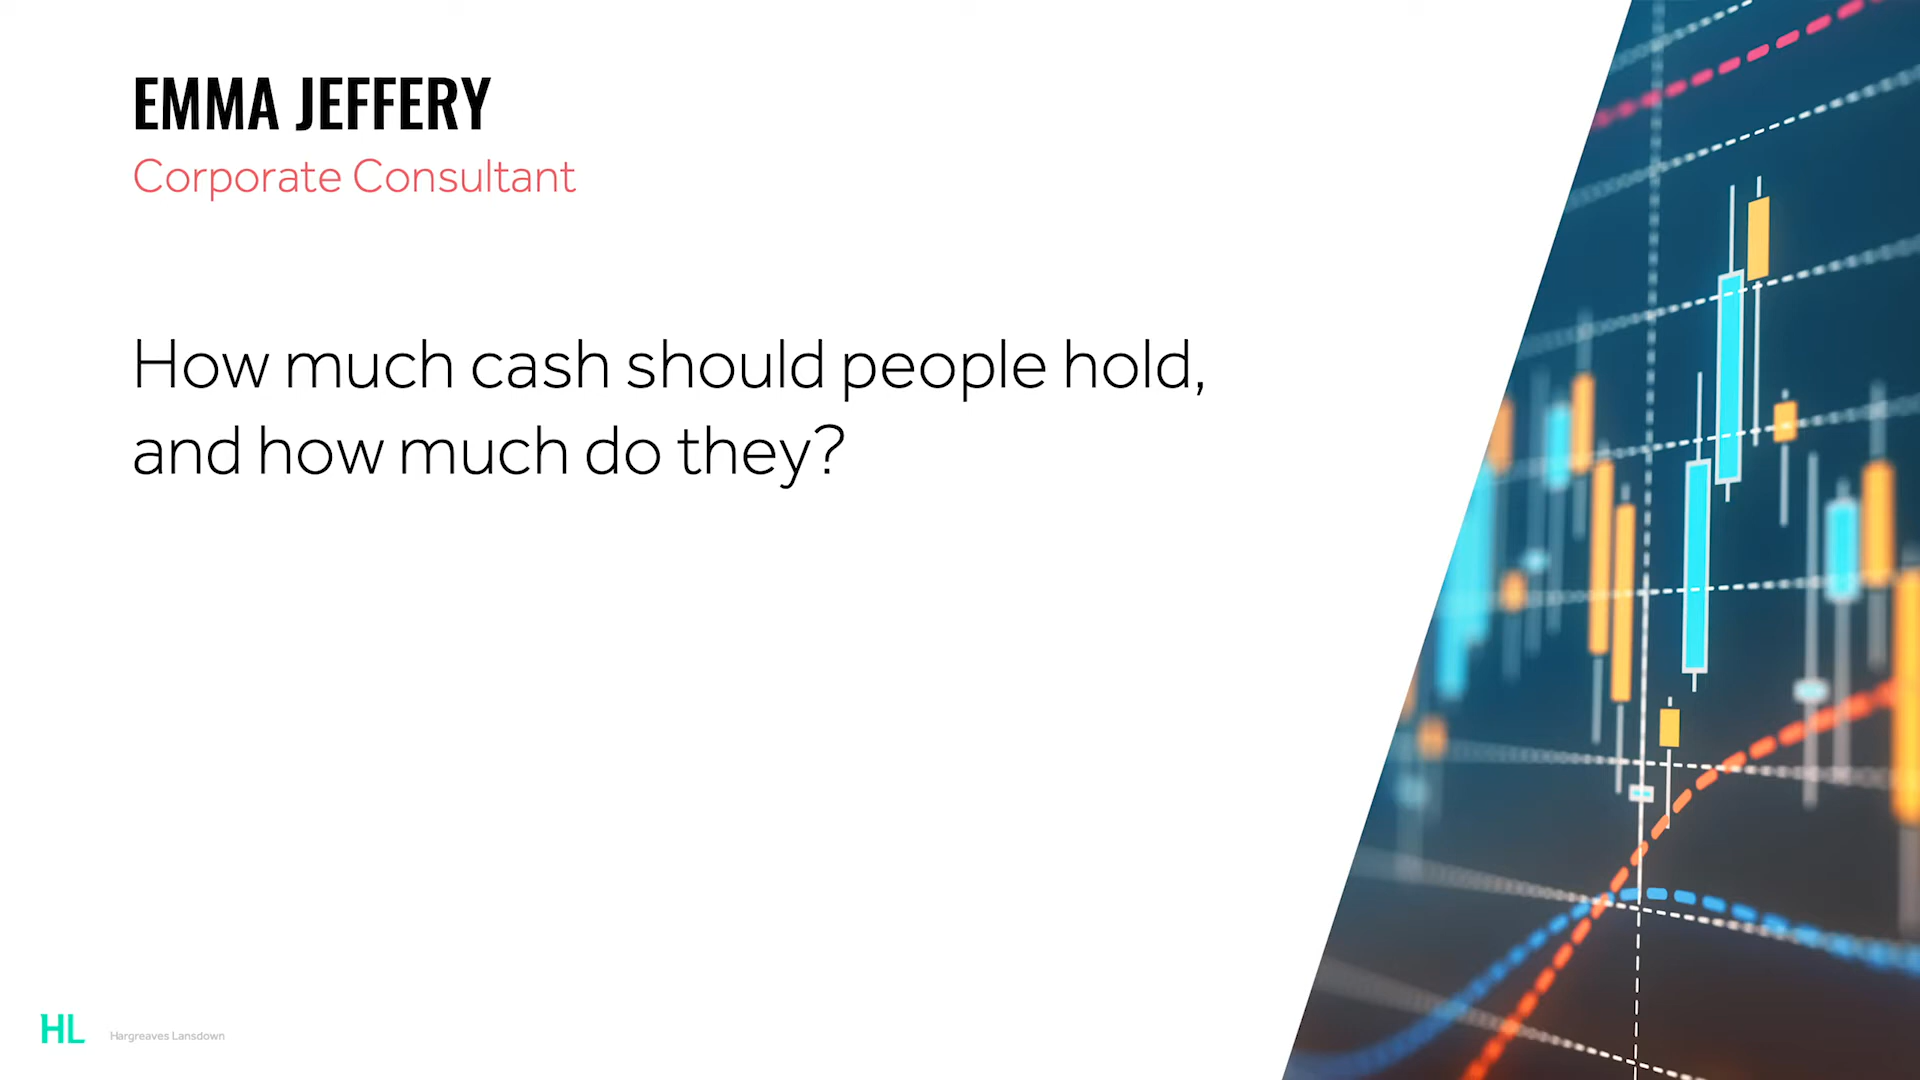 EMMA JEFFERY
Corporate Consultant
How much cash should people hold,
and how much do they?
HL
Hargreaves Lansdown